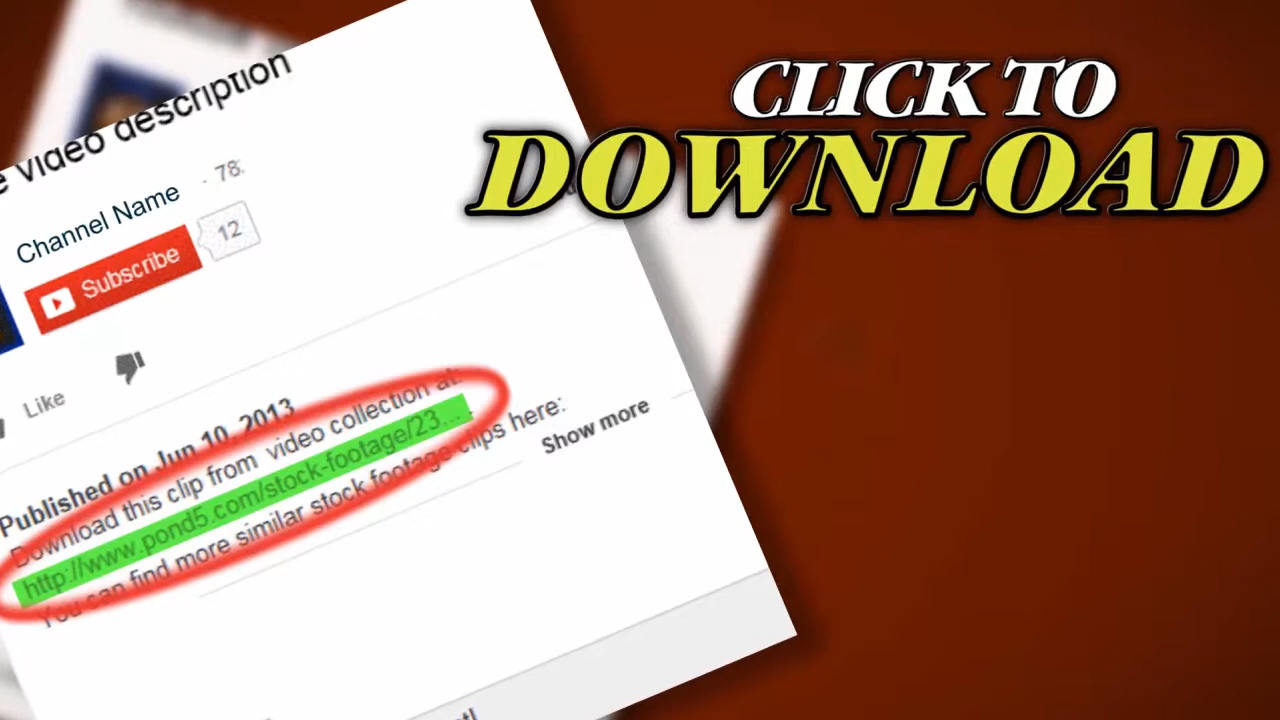 CLICK TO
DOWNLOAD
video description
Channel Name
78
Subscribe
12
Like
Published on Jun 10, 2013
Download this clip from video collection at:
http://www.pond5.com/stock-footage/23...
You can find more similar stock footage clips here:
Show more